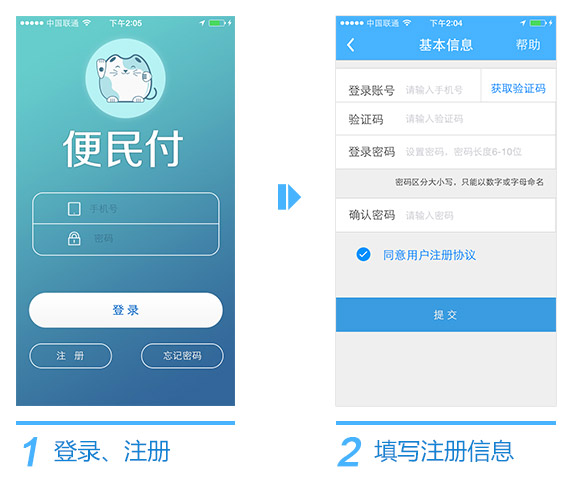 中国联通 下午2:05
便民付
手机号
密码
登 录
注 册 忘记密码
1 登录、注册
中国联通 下午2:04
基本信息 帮助
登录账号 请输入手机号 获取验证码
验证码 请输入验证码
登录密码 设置密码，密码长度6-10位
密码区分大小写，只能以数字或字母命名
确认密码 请输入密码
同意用户注册协议
提 交
2 填写注册信息